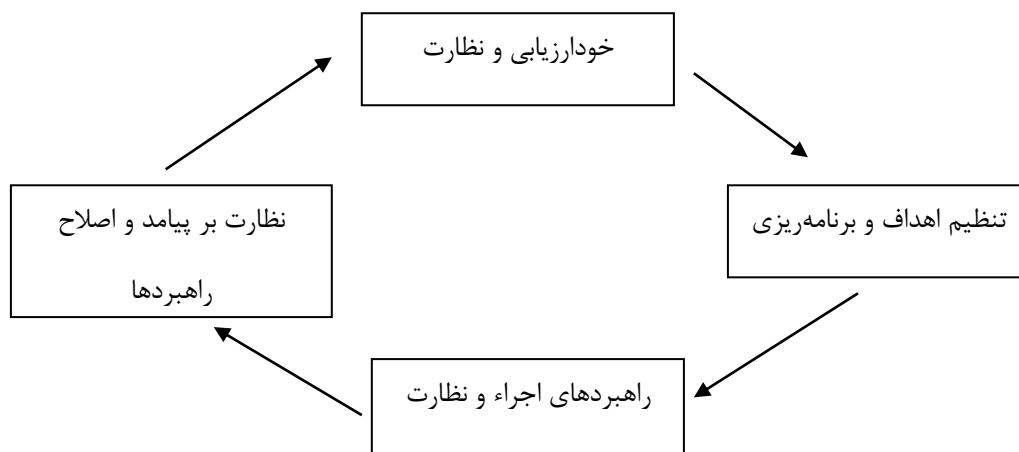 خودارزیابی و نظارت
تنظیم اهداف و برنامه‌ریزی
راهبردهای اجراء و نظارت
نظارت بر پیامد و اصلاح
راهبردها